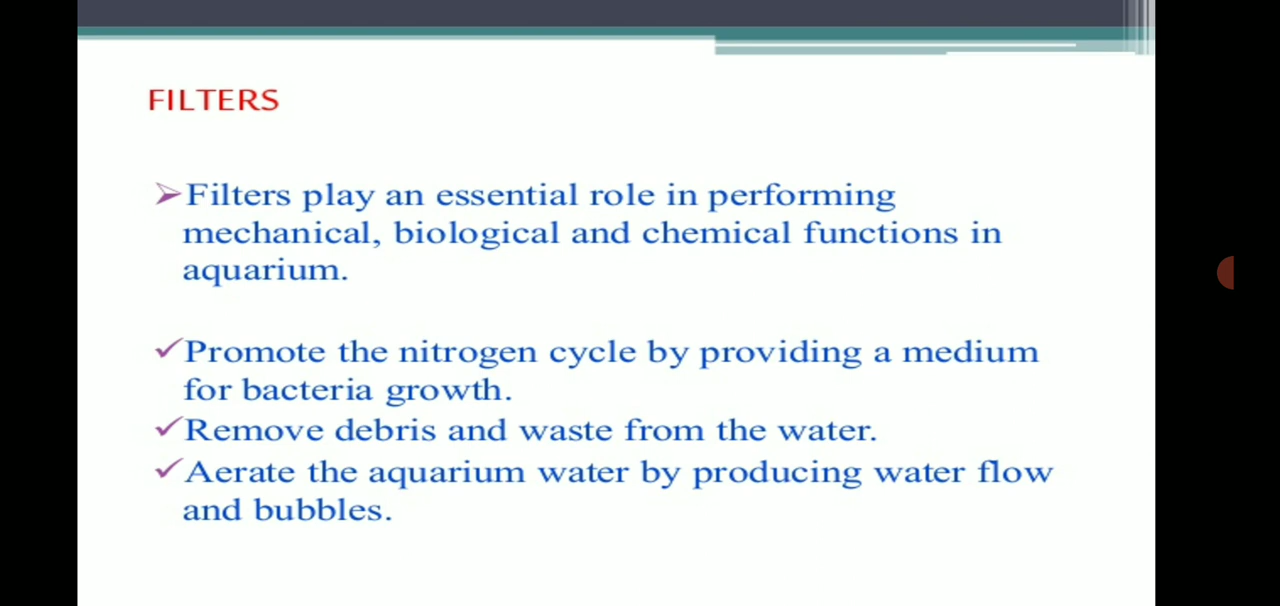 FILTERS
➢Filters play an essential role in performing
mechanical, biological and chemical functions in
aquarium.
✓Promote the nitrogen cycle by providing a medium
for bacteria growth.
✓Remove debris and waste from the water.
✓Aerate the aquarium water by producing water flow
and bubbles.